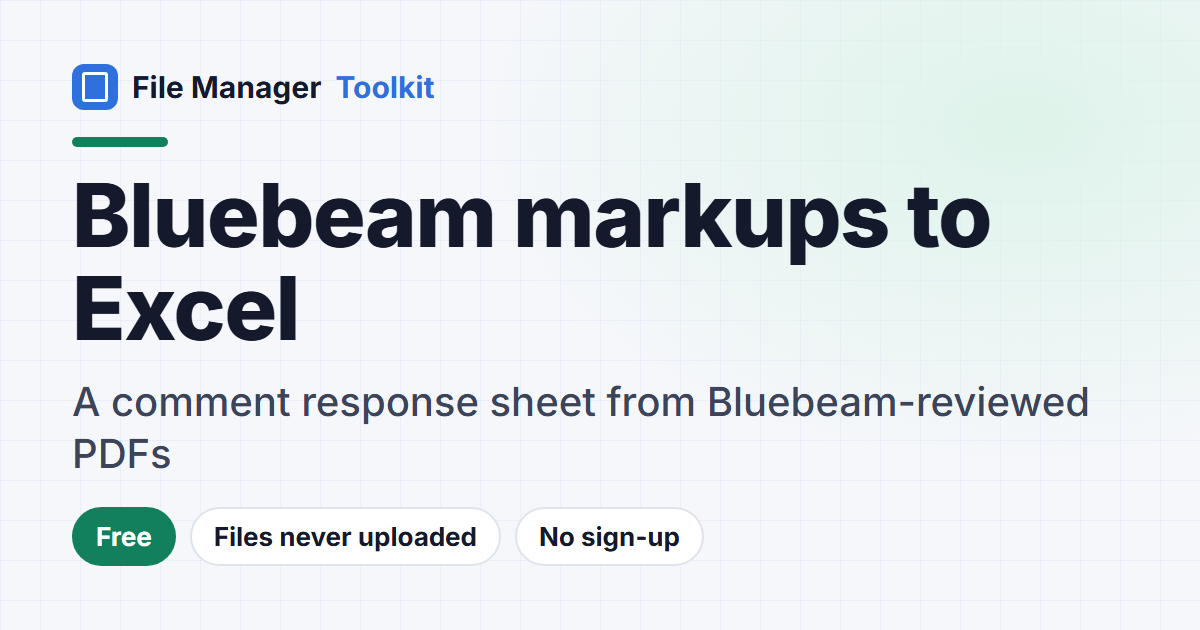 File Manager Toolkit
Bluebeam markups to
Excel
A comment response sheet from Bluebeam-reviewed
PDFs
Free
Files never uploaded
No sign-up